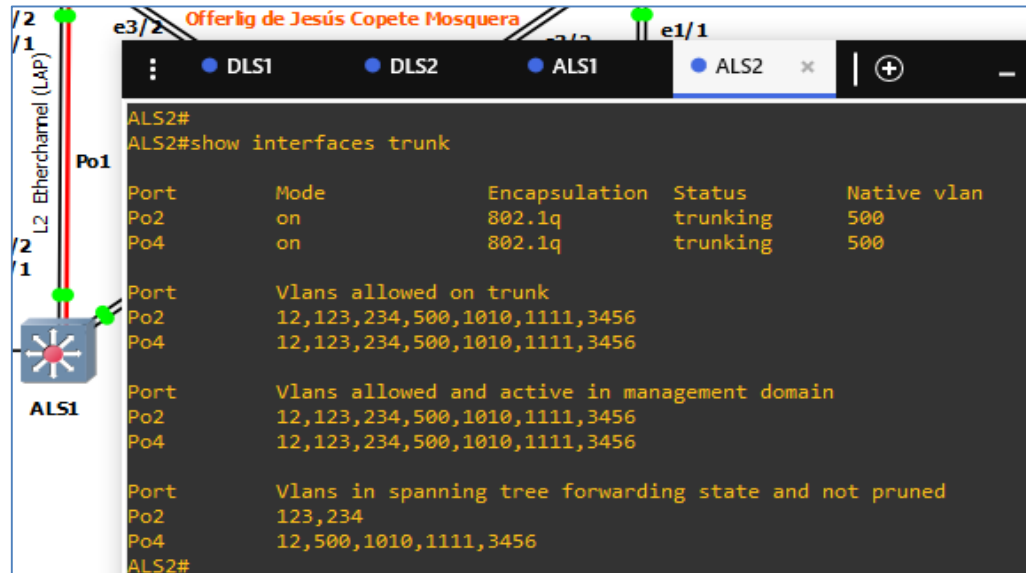 /2
/1
e3/2
Offerlig de Jesús Copete Mosquera
e1/1
DLS1 DLS2 ALS1 ALS2 ×
L2 Etherchannel (LAP)
Po1
/2
/1
ALS1
ALS2#
ALS2#show interfaces trunk
Port Mode Encapsulation Status Native vlan
Po2 on 802.1q trunking 500
Po4 on 802.1q trunking 500
Port Vlans allowed on trunk
Po2 12,123,234,500,1010,1111,3456
Po4 12,123,234,500,1010,1111,3456
Port Vlans allowed and active in management domain
Po2 12,123,234,500,1010,1111,3456
Po4 12,123,234,500,1010,1111,3456
Port Vlans in spanning tree forwarding state and not pruned
Po2 123,234
Po4 12,500,1010,1111,3456
ALS2#